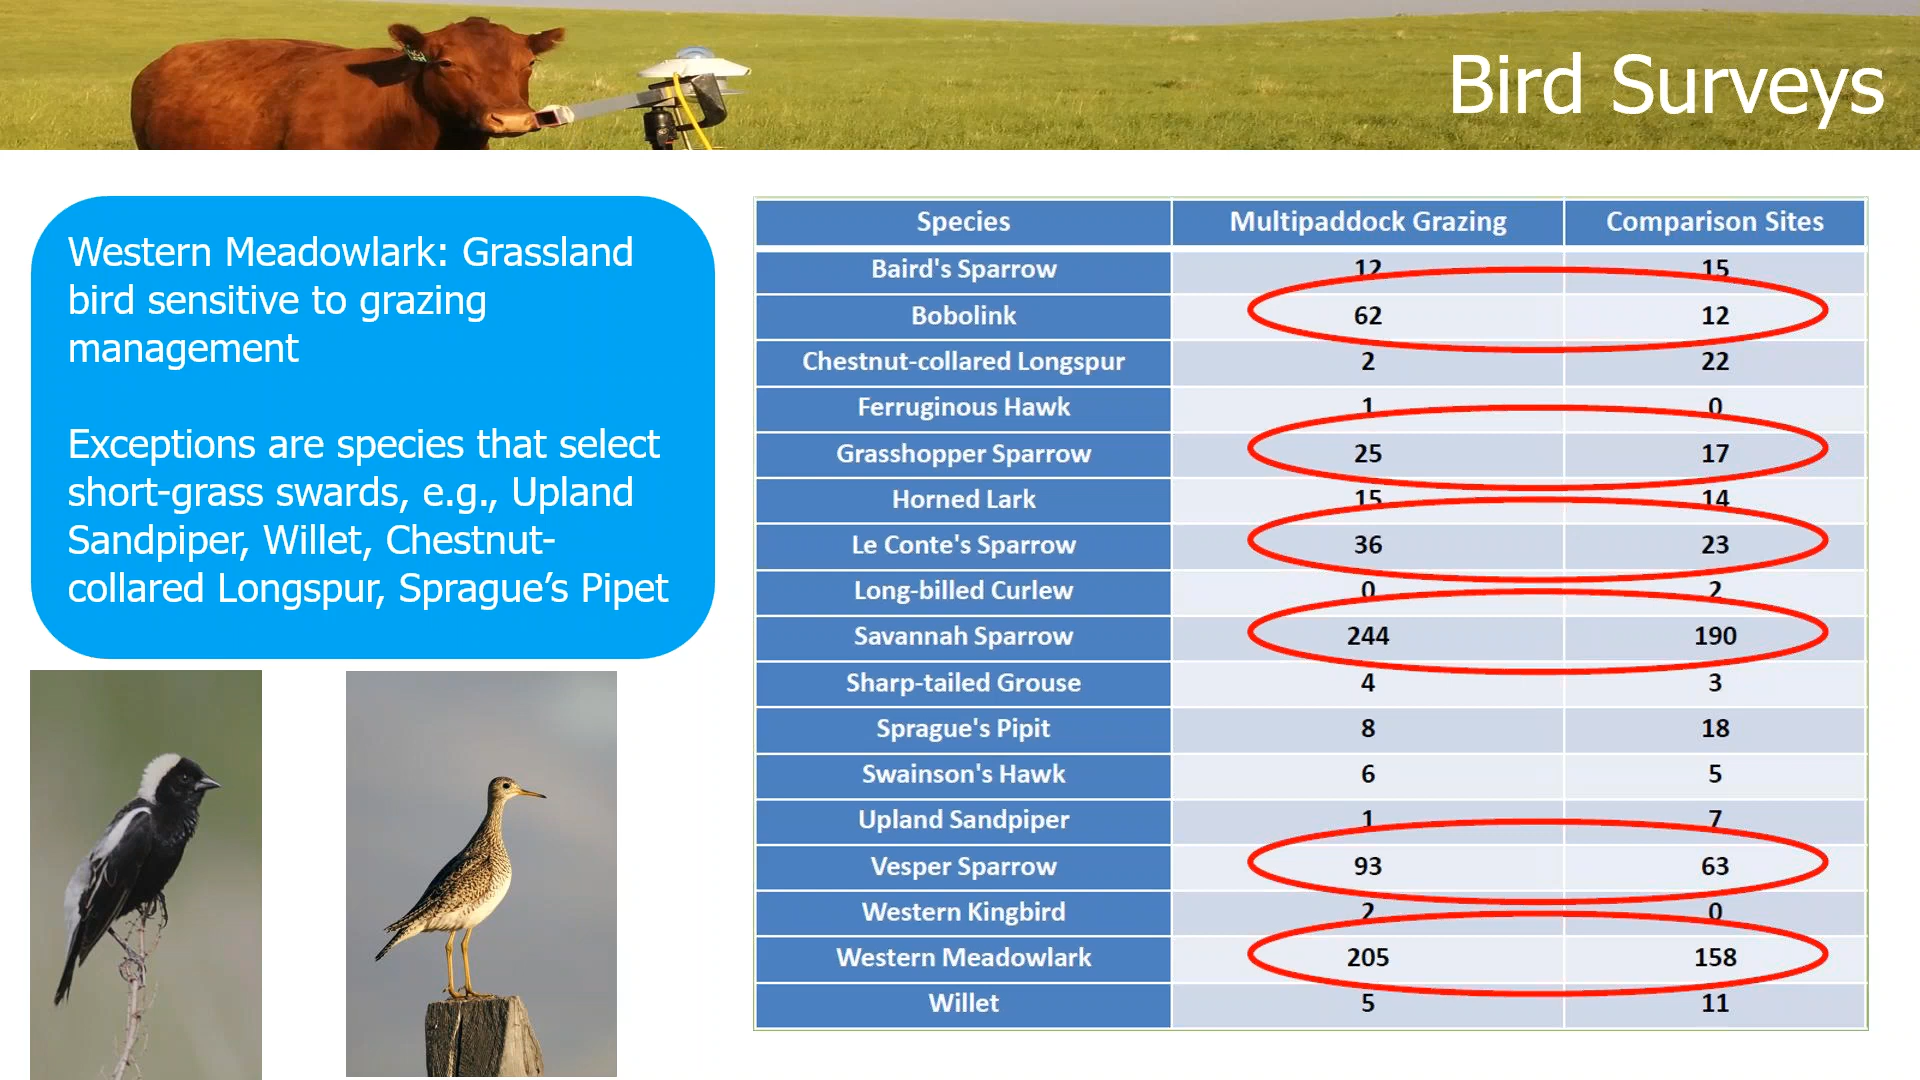 Bird Surveys
Western Meadowlark: Grassland
bird sensitive to grazing
management
Exceptions are species that select
short-grass swards, e.g., Upland
Sandpiper, Willet, Chestnut-
collared Longspur, Sprague’s Pipet
Species Multipaddock Grazing Comparison Sites
Baird's Sparrow 12 15
Bobolink 62 12
Chestnut-collared Longspur 2 22
Ferruginous Hawk 1 0
Grasshopper Sparrow 25 17
Horned Lark 15 14
Le Conte's Sparrow 36 23
Long-billed Curlew 0 2
Savannah Sparrow 244 190
Sharp-tailed Grouse 4 3
Sprague's Pipit 8 18
Swainson's Hawk 6 5
Upland Sandpiper 1 7
Vesper Sparrow 93 63
Western Kingbird 2 0
Western Meadowlark 205 158
Willet 5 11